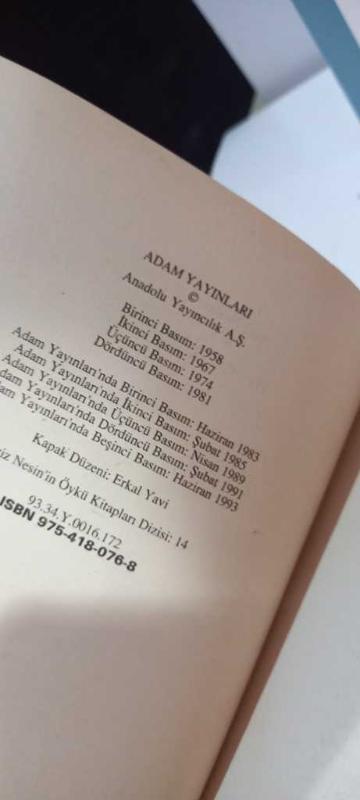 ADAM YAYINLARI
©
Anadolu Yayıncılık A.Ş.
Birinci Basım: 1958
İkinci Basım: 1967
Üçüncü Basım: 1974
Dördüncü Basım: 1981
Adam Yayınları'nda Birinci Basım: Haziran 1983
Adam Yayınları'nda İkinci Basım: Şubat 1985
Adam Yayınları'nda Üçüncü Basım: Nisan 1989
dam Yayınları'nda Dördüncü Basım: Şubat 1991
am Yayınları'nda Beşinci Basım: Haziran 1993
Kapak Düzeni: Erkal Yavi
iz Nesin'in Öykü Kitapları Dizisi: 14
93.34.Y.0016.172
ISBN 975-418-076-8